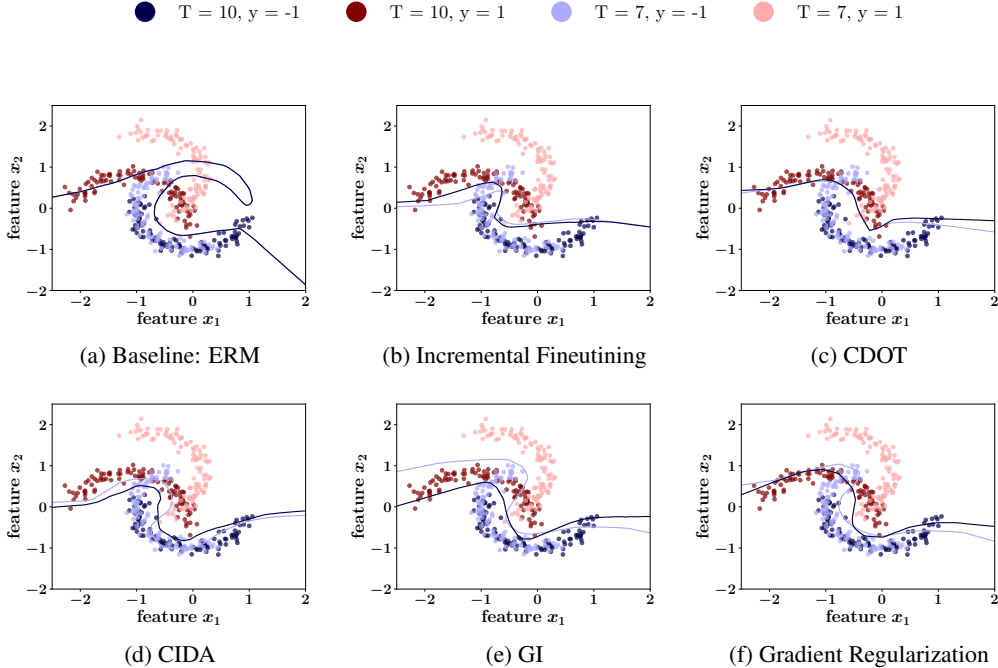 T = 10, y = -1 T = 10, y = 1 T = 7, y = -1 T = 7, y = 1
2
1
0
−1
−2
feature x₂
−2 −1 0 1 2
feature x₁
(a) Baseline: ERM
2
1
0
−1
−2
feature x₂
−2 −1 0 1 2
feature x₁
(b) Incremental Fineutining
2
1
0
−1
−2
feature x₂
−2 −1 0 1 2
feature x₁
(c) CDOT
2
1
0
−1
−2
feature x₂
−2 −1 0 1 2
feature x₁
(d) CIDA
2
1
0
−1
−2
feature x₂
−2 −1 0 1 2
feature x₁
(e) GI
2
1
0
−1
−2
feature x₂
−2 −1 0 1 2
feature x₁
(f) Gradient Regularization